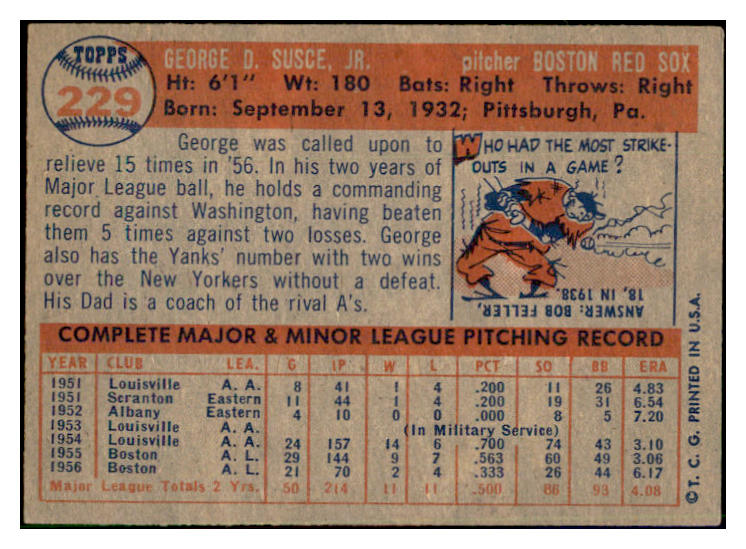 TOPPS
229
GEORGE D. SUSCE, JR. pitcher BOSTON RED SOX
Ht: 6'1" Wt: 180 Bats: Right Throws: Right
Born: September 13, 1932; Pittsburgh, Pa.
George was called upon to
relieve 15 times in '56. In his two years of
Major League ball, he holds a commanding
record against Washington, having beaten
them 5 times against two losses. George
also has the Yanks' number with two wins
over the New Yorkers without a defeat.
His Dad is a coach of the rival A's.
WHO HAD THE MOST STRIKE-
OUTS IN A GAME?
ANSWER: BOB FELLER,
18, IN 1938.
COMPLETE MAJOR & MINOR LEAGUE PITCHING RECORD
YEAR CLUB LEA. G IP W L PCT SO BB ERA
1951 Louisville A. A. 8 41 1 4 .200 11 26 4.83
1951 Scranton Eastern 11 44 1 4 .200 19 31 6.54
1952 Albany Eastern 4 10 0 0 .000 8 5 7.20
1953 Louisville A. A. (In Military Service)
1954 Louisville A. A. 24 157 14 6 .700 74 43 3.10
1955 Boston A. L. 29 144 9 7 .563 60 49 3.06
1956 Boston A. L. 21 70 2 4 .333 26 44 6.17
Major League Totals 2 Yrs. 50 214 11 11 .500 86 93 4.08
© T. C. G. PRINTED IN U.S.A.